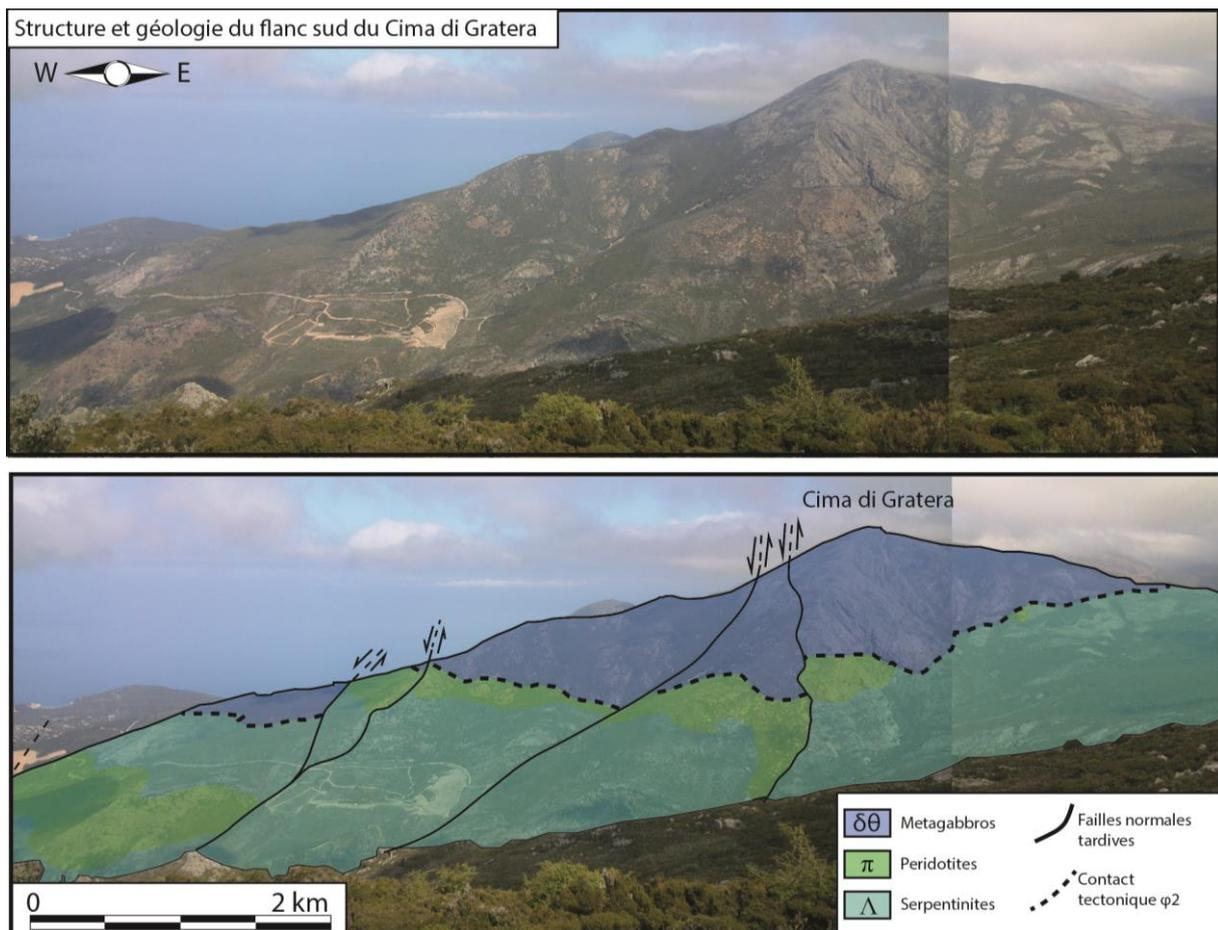 Structure et géologie du flanc sud du Cima di Gratera
W E
Cima di Gratera
δθ Metagabbros
π Peridotites
Λ Serpentinites
Failles normales
tardives
Contact
tectonique φ2
0 2 km